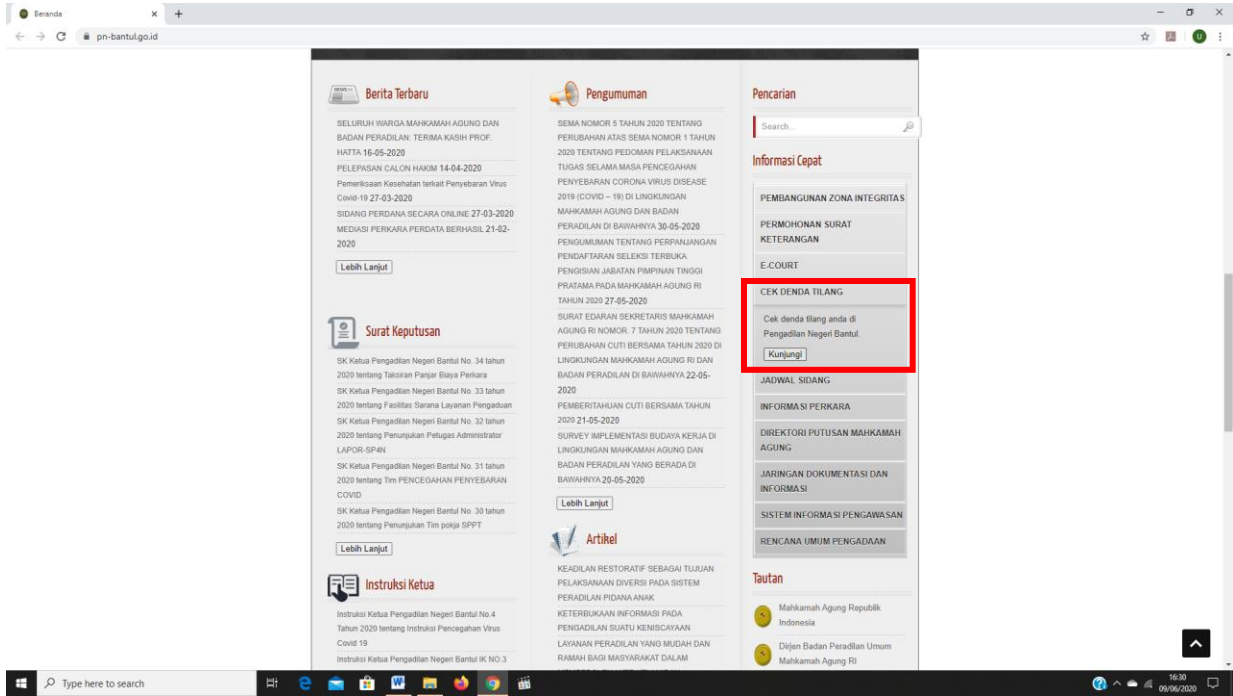 Beranda
pn-bantul.go.id
Berita Terbaru
SELURUH WARGA MAHKAMAH AGUNG DAN
BADAN PERADILAN: TERIMA KASIH PROF.
HATTA 16-05-2020
PELEPASAN CALON HAKIM 14-04-2020
Pemeriksaan Kesehatan terkait Penyebaran Virus
Covid-19 27-03-2020
SIDANG PERDANA SECARA ONLINE 27-03-2020
MEDIASI PERKARA PERDATA BERHASIL 21-02-
2020
Lebih Lanjut
Surat Keputusan
SK Ketua Pengadilan Negeri Bantul No. 34 tahun
2020 tentang Taksiran Panjar Biaya Perkara
SK Ketua Pengadilan Negeri Bantul No. 33 tahun
2020 tentang Fasilitas Sarana Layanan Pengaduan
SK Ketua Pengadilan Negeri Bantul No. 32 tahun
2020 tentang Penunjukan Petugas Administrator
LAPOR-SP4N
SK Ketua Pengadilan Negeri Bantul No. 31 tahun
2020 tentang Tim PENCEGAHAN PENYEBARAN
COVID
SK Ketua Pengadilan Negeri Bantul No. 30 tahun
2020 tentang Penunjukan Tim pokja SPPT
Lebih Lanjut
Instruksi Ketua
Instruksi Ketua Pengadilan Negeri Bantul No.4
Tahun 2020 tentang Instruksi Pencegahan Virus
Covid 19
Instruksi Ketua Pengadilan Negeri Bantul IK NO.3
Pengumuman
SEMA NOMOR 5 TAHUN 2020 TENTANG
PERUBAHAN ATAS SEMA NOMOR 1 TAHUN
2020 TENTANG PEDOMAN PELAKSANAAN
TUGAS SELAMA MASA PENCEGAHAN
PENYEBARAN CORONA VIRUS DISEASE
2019 (COVID – 19) DI LINGKUNGAN
MAHKAMAH AGUNG DAN BADAN
PERADILAN DI BAWAHNYA 30-05-2020
PENGUMUMAN TENTANG PERPANJANGAN
PENDAFTARAN SELEKSI TERBUKA
PENGISIAN JABATAN PIMPINAN TINGGI
PRATAMA PADA MAHKAMAH AGUNG RI
TAHUN 2020 27-05-2020
SURAT EDARAN SEKRETARIS MAHKAMAH
AGUNG RI NOMOR. 7 TAHUN 2020 TENTANG
PERUBAHAN CUTI BERSAMA TAHUN 2020 DI
LINGKUNGAN MAHKAMAH AGUNG RI DAN
BADAN PERADILAN DI BAWAHNYA 22-05-
2020
PEMBERITAHUAN CUTI BERSAMA TAHUN
2020 21-05-2020
SURVEY IMPLEMENTASI BUDAYA KERJA DI
LINGKUNGAN MAHKAMAH AGUNG DAN
BADAN PERADILAN YANG BERADA DI
BAWAHNYA 20-05-2020
Lebih Lanjut
Artikel
KEADILAN RESTORATIF SEBAGAI TUJUAN
PELAKSANAAN DIVERSI PADA SISTEM
PERADILAN PIDANA ANAK
KETERBUKAAN INFORMASI PADA
PENGADILAN SUATU KENISCAYAAN
LAYANAN PERADILAN YANG MUDAH DAN
RAMAH BAGI MASYARAKAT DALAM
Pencarian
Search...
Informasi Cepat
PEMBANGUNAN ZONA INTEGRITAS
PERMOHONAN SURAT
KETERANGAN
E-COURT
CEK DENDA TILANG
Cek denda tilang anda di
Pengadilan Negeri Bantul.
Kunjungi
JADWAL SIDANG
INFORMASI PERKARA
DIREKTORI PUTUSAN MAHKAMAH
AGUNG
JARINGAN DOKUMENTASI DAN
INFORMASI
SISTEM INFORMASI PENGAWASAN
RENCANA UMUM PENGADAAN
Tautan
Mahkamah Agung Republik
Indonesia
Dirjen Badan Peradilan Umum
Mahkamah Agung RI
Type here to search
16:30
09/06/2020